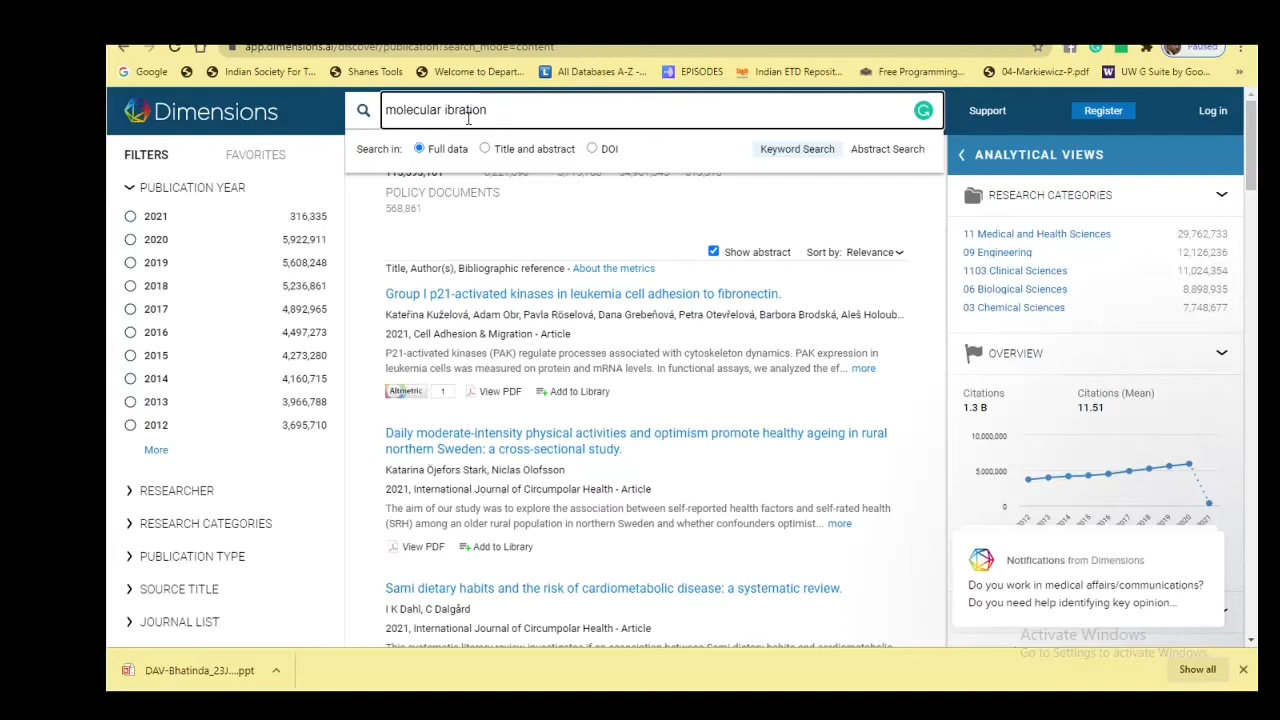 app.dimensions.ai/discover/publication?search_mode=content
Paused
Google Indian Society For T... Shanes Tools Welcome to Depart... All Databases A-Z -... EPISODES Indian ETD Reposit... Free Programming... 04-Markiewicz-P.pdf UW G Suite by Goo... »
Dimensions
molecular ibration
Support Register Log in
Search in: Full data Title and abstract DOI Keyword Search Abstract Search
FILTERS FAVORITES
PUBLICATION YEAR
2021 316,335
2020 5,922,911
2019 5,608,248
2018 5,236,861
2017 4,892,965
2016 4,497,273
2015 4,273,280
2014 4,160,715
2013 3,966,788
2012 3,695,710
More
RESEARCHER
RESEARCH CATEGORIES
PUBLICATION TYPE
SOURCE TITLE
JOURNAL LIST
POLICY DOCUMENTS
568,861
Show abstract Sort by: Relevance
Title, Author(s), Bibliographic reference - About the metrics
Group I p21-activated kinases in leukemia cell adhesion to fibronectin.
Kateřina Kuželová, Adam Obr, Pavla Röselová, Dana Grebeňová, Petra Otevřelová, Barbora Brodská, Aleš Holoub...
2021, Cell Adhesion & Migration - Article
P21-activated kinases (PAK) regulate processes associated with cytoskeleton dynamics. PAK expression in
leukemia cells was measured on protein and mRNA levels. In functional assays, we analyzed the ef... more
Altmetric 1 View PDF Add to Library
Daily moderate-intensity physical activities and optimism promote healthy ageing in rural
northern Sweden: a cross-sectional study.
Katarina Öjefors Stark, Niclas Olofsson
2021, International Journal of Circumpolar Health - Article
The aim of our study was to explore the association between self-reported health factors and self-rated health
(SRH) among an older rural population in northern Sweden and whether confounders optimist... more
View PDF Add to Library
Sami dietary habits and the risk of cardiometabolic disease: a systematic review.
I K Dahl, C Dalgård
2021, International Journal of Circumpolar Health - Article
ANALYTICAL VIEWS
RESEARCH CATEGORIES
11 Medical and Health Sciences 29,762,733
09 Engineering 12,126,236
1103 Clinical Sciences 11,024,354
06 Biological Sciences 8,898,935
03 Chemical Sciences 7,748,677
OVERVIEW
Citations Citations (Mean)
1.3 B 11.51
10,000,000
5,000,000
0
2012 2013 2014 2015 2016 2017 2018 2019 2020 2021
Notifications from Dimensions
Do you work in medical affairs/communications?
Do you need help identifying key opinion...
Activate Windows
Go to Settings to activate Windows.
DAV-Bhatinda_23J....ppt
Show all